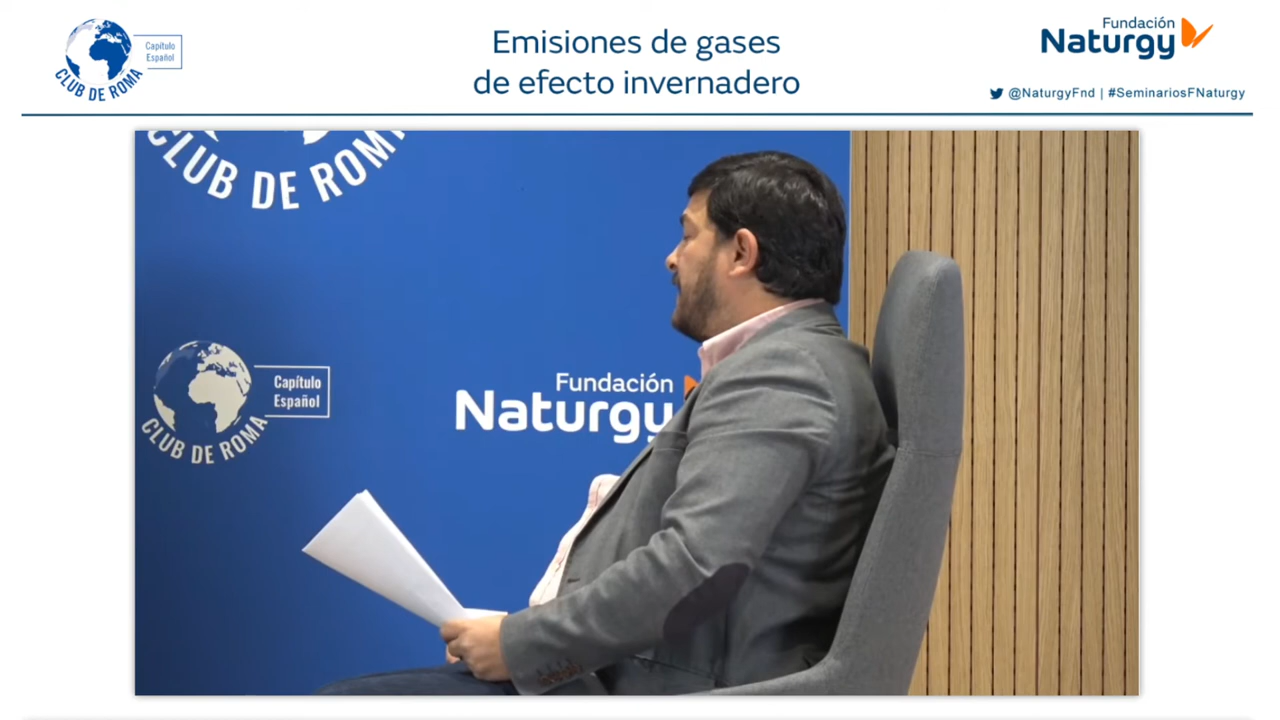 CLUB DE ROMA
Capítulo
Español
Emisiones de gases
de efecto invernadero
Fundación
Naturgy
@NaturgyFnd | #SeminariosFNaturgy
CLUB DE ROMA
Capítulo
Español
CLUB DE ROMA
Fundación
Naturgy